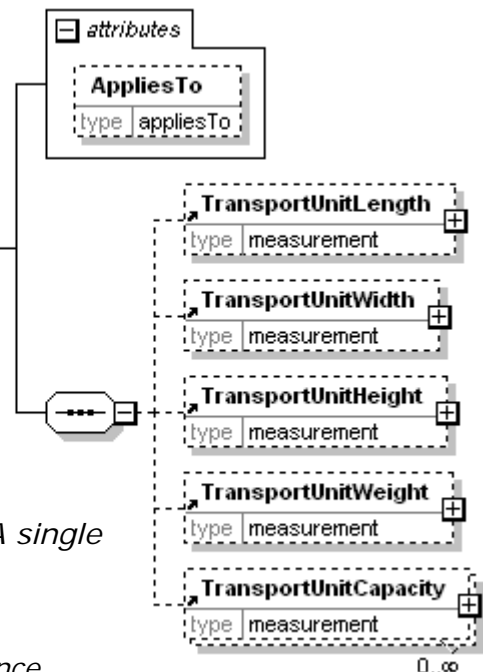 attributes
AppliesTo
type appliesTo
TransportUnitLength
type measurement
TransportUnitWidth
type measurement
TransportUnitHeight
type measurement
TransportUnitWeight
type measurement
A single
TransportUnitCapacity
type measurement
0..∞